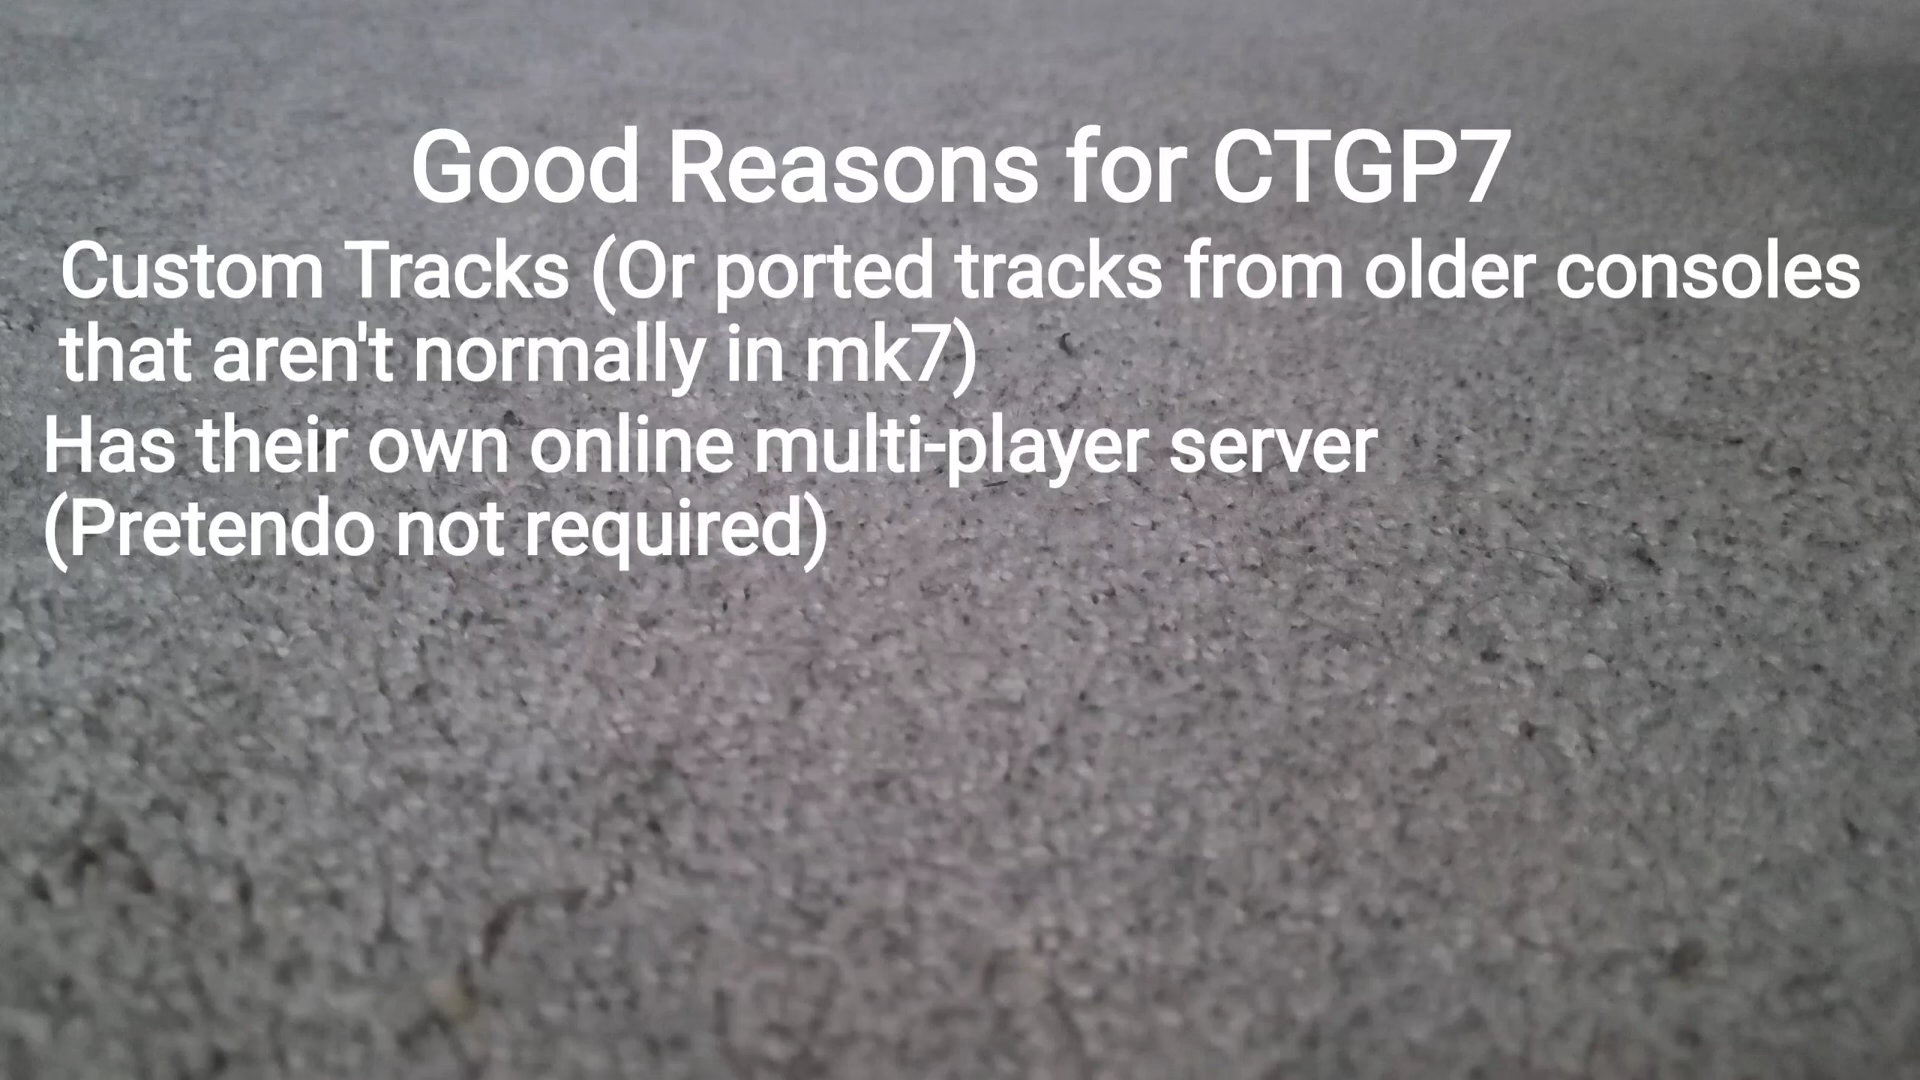 Good Reasons for CTGP7
Custom Tracks (Or ported tracks from older consoles
that aren't normally in mk7)
Has their own online multi-player server
(Pretendo not required)